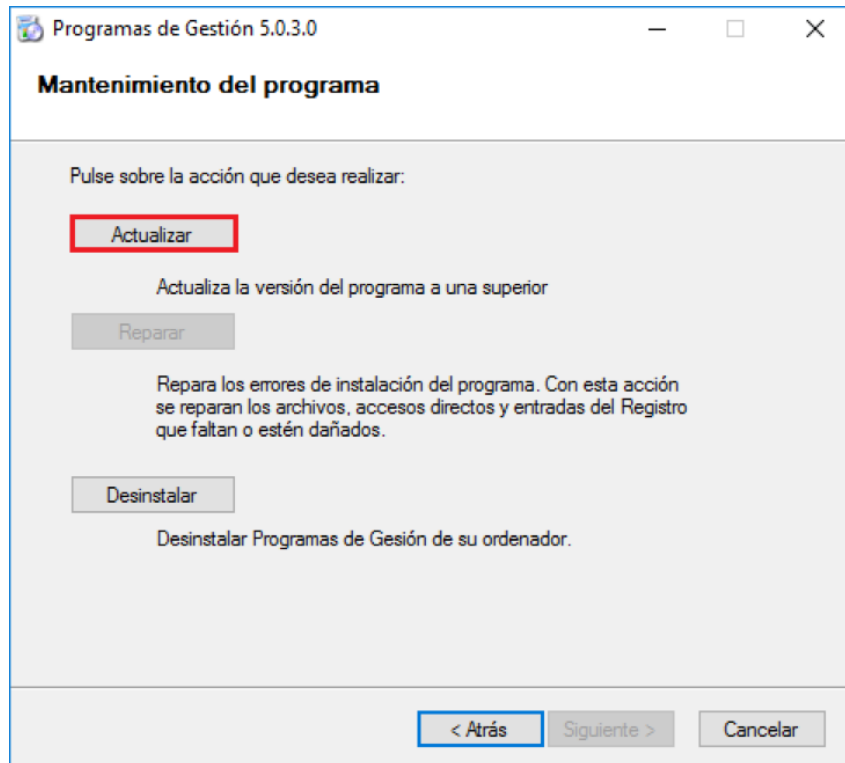 Programas de Gestión 5.0.3.0
Mantenimiento del programa
Pulse sobre la acción que desea realizar:
Actualizar
Actualiza la versión del programa a una superior
Reparar
Repara los errores de instalación del programa. Con esta acción
se reparan los archivos, accesos directos y entradas del Registro
que faltan o estén dañados.
Desinstalar
Desinstalar Programas de Gesión de su ordenador.
< Atrás
Siguiente >
Cancelar